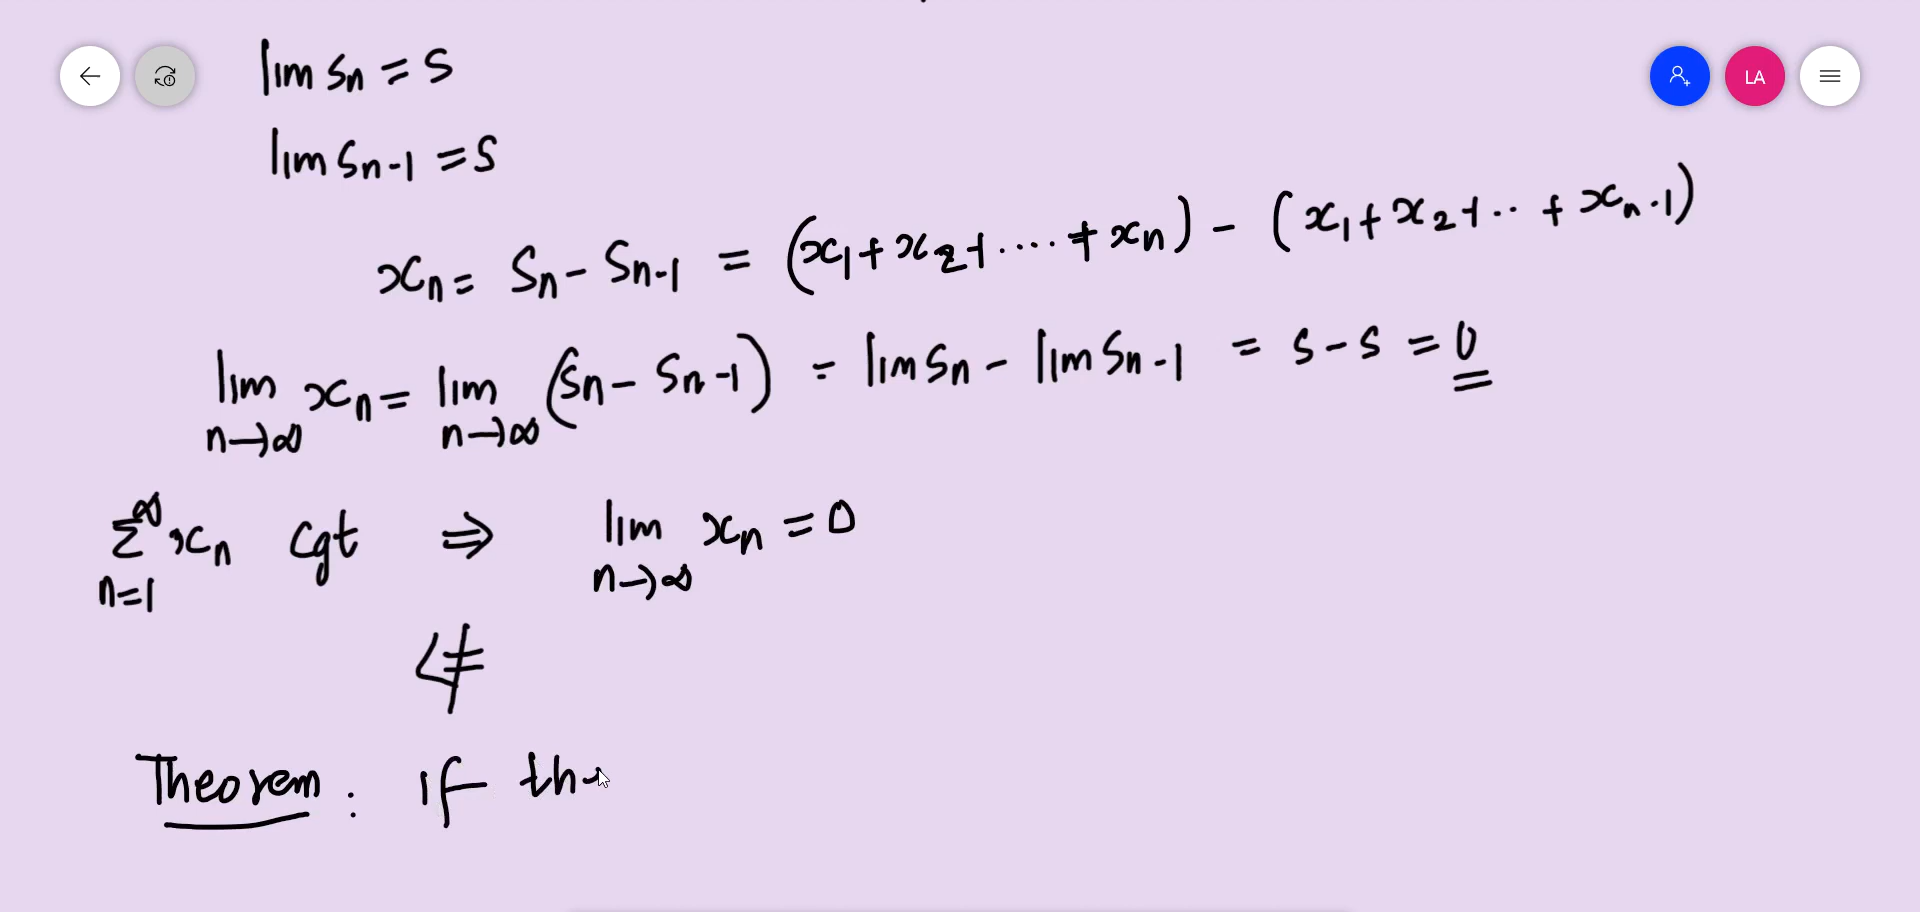 lim Sn = S
LA
lim Sn-1 = S
xn = Sn - Sn-1 = (x1 + x2 + .... + xn) - (x1 + x2 + .. + xn-1)
lim n→∞ xn = lim n→∞ (Sn - Sn-1) = lim Sn - lim Sn-1 = S - S = 0
∞ Σ n=1 xn Cgt ⇒ lim n→∞ xn = 0
⇍
Theorem : If th